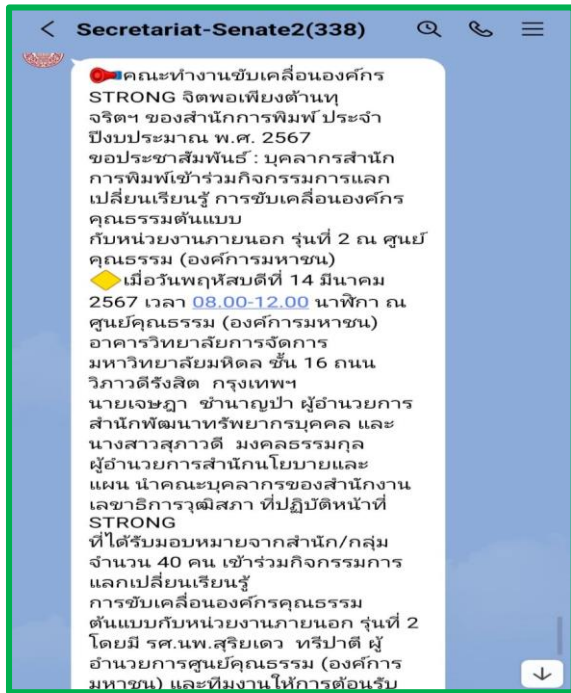 Secretariat-Senate2(338)
คณะทำงานขับเคลื่อนองค์กร
STRONG จิตพอเพียงต้านทุ
จริตฯ ของสำนักการพิมพ์ ประจำ
ปีงบประมาณ พ.ศ. 2567
ขอประชาสัมพันธ์ : บุคลากรสำนัก
การพิมพ์เข้าร่วมกิจกรรมการแลก
เปลี่ยนเรียนรู้ การขับเคลื่อนองค์กร
คุณธรรมต้นแบบ
กับหน่วยงานภายนอก รุ่นที่ 2 ณ ศูนย์
คุณธรรม (องค์การมหาชน)
เมื่อวันพฤหัสบดีที่ 14 มีนาคม
2567 เวลา 08.00-12.00 นาฬิกา ณ
ศูนย์คุณธรรม (องค์การมหาชน)
อาคารวิทยาลัยการจัดการ
มหาวิทยาลัยมหิดล ชั้น 16 ถนน
วิภาวดีรังสิต กรุงเทพฯ
นายเจษฎา ชำนาญป่า ผู้อำนวยการ
สำนักพัฒนาทรัพยากรบุคคล และ
นางสาวสุภาวดี มงคลธรรมกุล
ผู้อำนวยการสำนักนโยบายและ
แผน นำคณะบุคลากรของสำนักงาน
เลขาธิการวุฒิสภา ที่ปฏิบัติหน้าที่
STRONG
ที่ได้รับมอบหมายจากสำนัก/กลุ่ม
จำนวน 40 คน เข้าร่วมกิจกรรมการ
แลกเปลี่ยนเรียนรู้
การขับเคลื่อนองค์กรคุณธรรม
ต้นแบบกับหน่วยงานภายนอก รุ่นที่ 2
โดยมี รศ.นพ.สุริยเดว ทรีปาตี ผู้
อำนวยการศูนย์คุณธรรม (องค์การ
มหาชน) และทีมงานให้การต้อนรับ